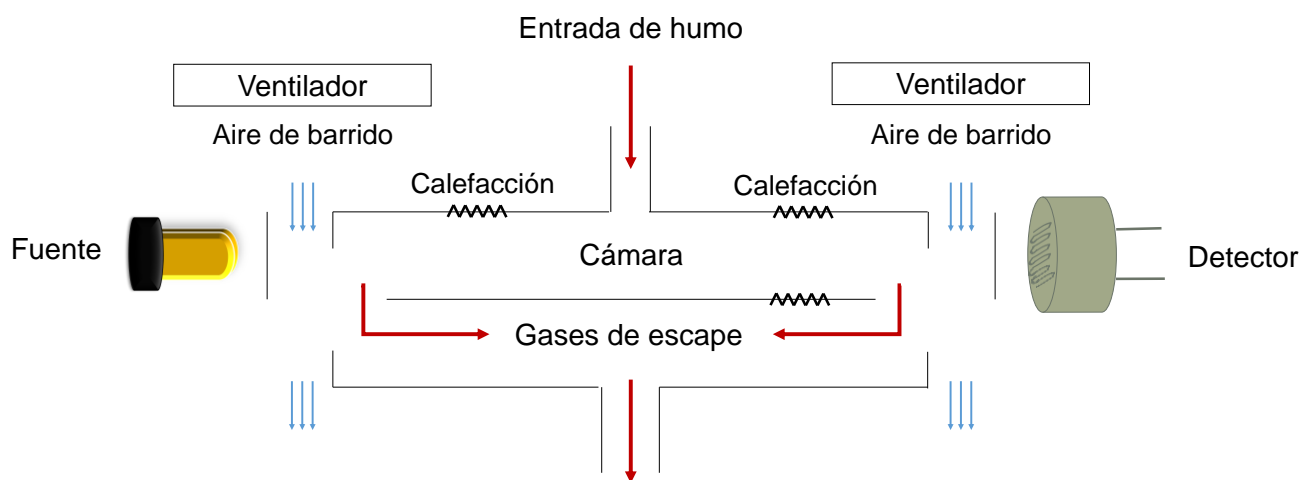 Entrada de humo
Ventilador
Ventilador
Aire de barrido
Aire de barrido
Calefacción
Calefacción
Fuente
Cámara
Detector
Gases de escape